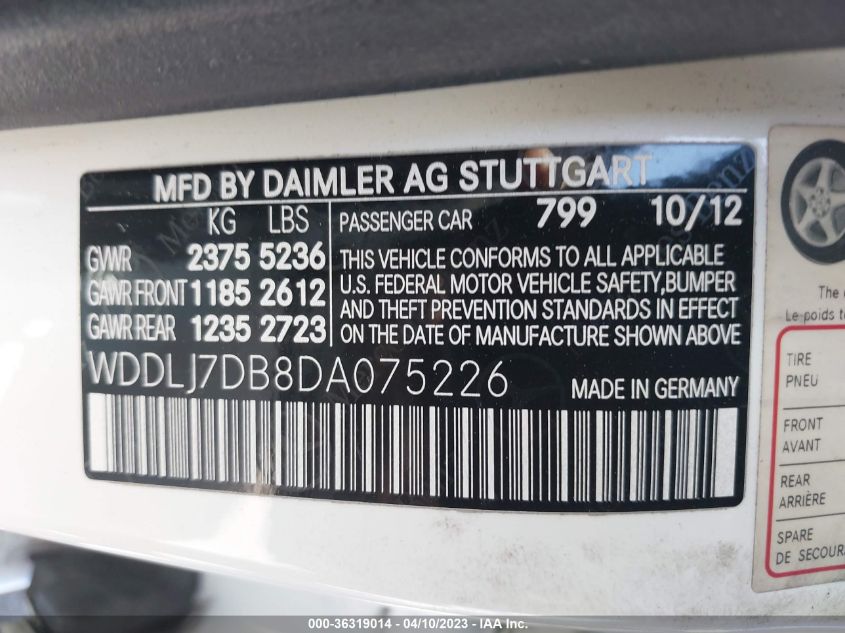 MFD BY DAIMLER AG STUTTGART
KG LBS
GVWR 2375 5236
GAWR FRONT 1185 2612
GAWR REAR 1235 2723
PASSENGER CAR 799 10/12
THIS VEHICLE CONFORMS TO ALL APPLICABLE
U.S. FEDERAL MOTOR VEHICLE SAFETY,BUMPER
AND THEFT PREVENTION STANDARDS IN EFFECT
ON THE DATE OF MANUFACTURE SHOWN ABOVE
WDDLJ7DB8DA075226
MADE IN GERMANY
The
Le poids
TIRE
PNEU
FRONT
AVANT
REAR
ARRIÈRE
SPARE
DE
000-36319014 - 04/10/2023 - IAA Inc.